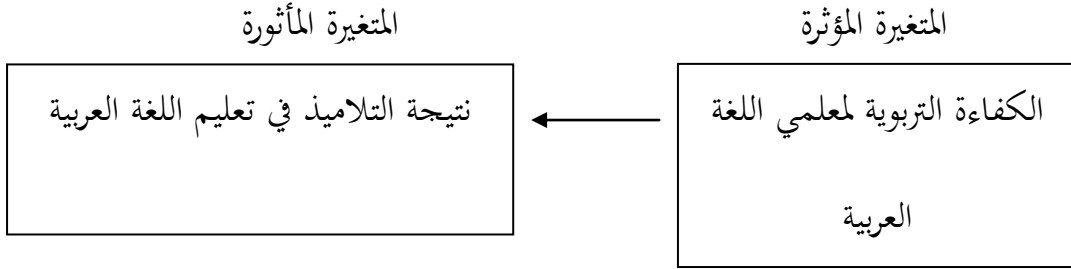 المتغيرة المؤثرة
المتغيرة المأثورة
الكفاءة التربوية لمعلمي اللغة
العربية
نتيجة التلاميذ في تعليم اللغة العربية